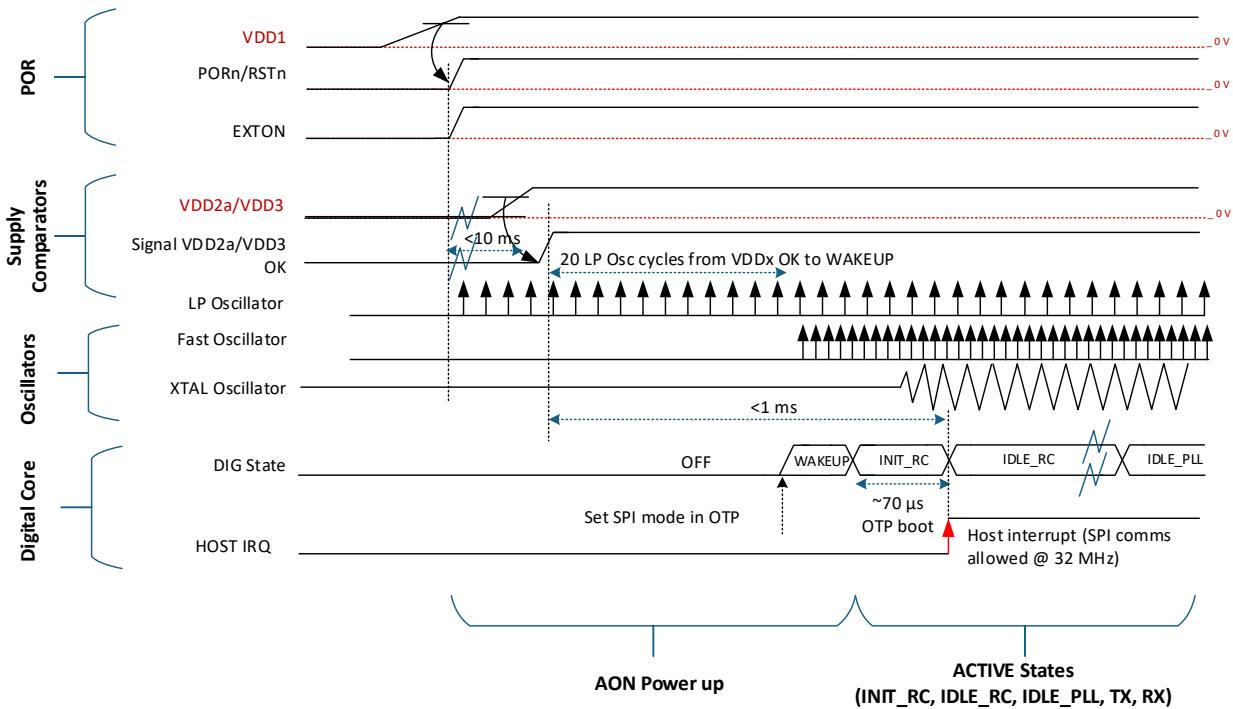 POR
VDD1
0 V
PORn/RSTn
0 V
EXTON
0 V
Supply
Comparators
VDD2a/VDD3
0 V
Signal VDD2a/VDD3
OK
<10 ms
20 LP Osc cycles from VDDx OK to WAKEUP
Oscillators
LP Oscillator
Fast Oscillator
XTAL Oscillator
<1 ms
Digital Core
DIG State
OFF
WAKEUP
INIT_RC
IDLE_RC
IDLE_PLL
Set SPI mode in OTP
~70 µs
OTP boot
HOST IRQ
Host interrupt (SPI comms
allowed @ 32 MHz)
AON Power up
ACTIVE States
(INIT_RC, IDLE_RC, IDLE_PLL, TX, RX)